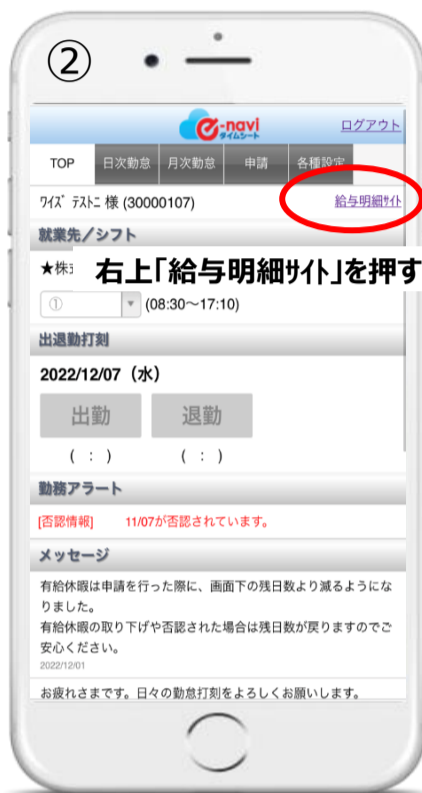 ②
e-navi
タイムシート
ログアウト
TOP 日次勤怠 月次勤怠 申請 各種設定
ワイズ テストニ 様 (30000107) 給与明細サイト
就業先／シフト
★株
右上「給与明細サイト」を押す
① (08:30～17:10)
出退勤打刻
2022/12/07（水）
出勤 退勤
( : ) ( : )
勤務アラート
[否認情報] 11/07が否認されています。
メッセージ
有給休暇は申請を行った際に、画面下の残日数より減るようにな
りました。
有給休暇の取り下げや否認された場合は残日数が戻りますのでご
安心ください。
2022/12/01
お疲れさまです。日々の勤怠打刻をよろしくお願いします。